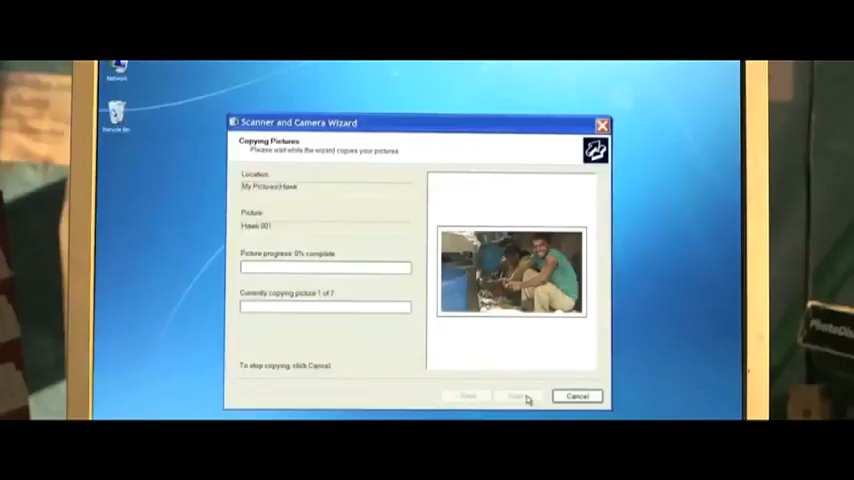 Network
Recycle Bin
Scanner and Camera Wizard
Copying Pictures
Please wait while the wizard copies your pictures
Location:
My Pictures\Hawk
Picture
Hawk 001
Picture progress: 0% complete
Currently copying picture 1 of 7
To stop copying, click Cancel.
Cancel